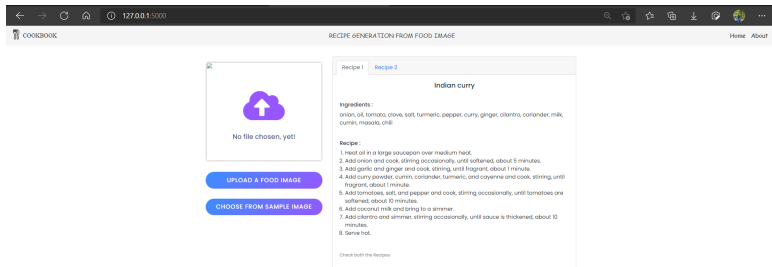 127.0.0.1:5000
COOKBOOK
RECIPE GENERATION FROM FOOD IMAGE
Home About
No file chosen, yet!
UPLOAD A FOOD IMAGE
CHOOSE FROM SAMPLE IMAGE
Recipe 1 Recipe 2
Indian curry
Ingredients :
onion, oil, tomato, clove, salt, turmeric, pepper, curry, ginger, cilantro, coriander, milk,
cumin, masala, chili
Recipe :
1. Heat oil in a large saucepan over medium heat.
2. Add onion and cook, stirring occasionally, until softened, about 5 minutes.
3. Add garlic and ginger and cook, stirring, until fragrant, about 1 minute.
4. Add curry powder, cumin, coriander, turmeric, and cayenne and cook, stirring, until
fragrant, about 1 minute.
5. Add tomatoes, salt, and pepper and cook, stirring occasionally, until tomatoes are
softened, about 10 minutes.
6. Add coconut milk and bring to a simmer.
7. Add cilantro and simmer, stirring occasionally, until sauce is thickened, about 10
minutes.
8. Serve hot.
Check both the Recipes